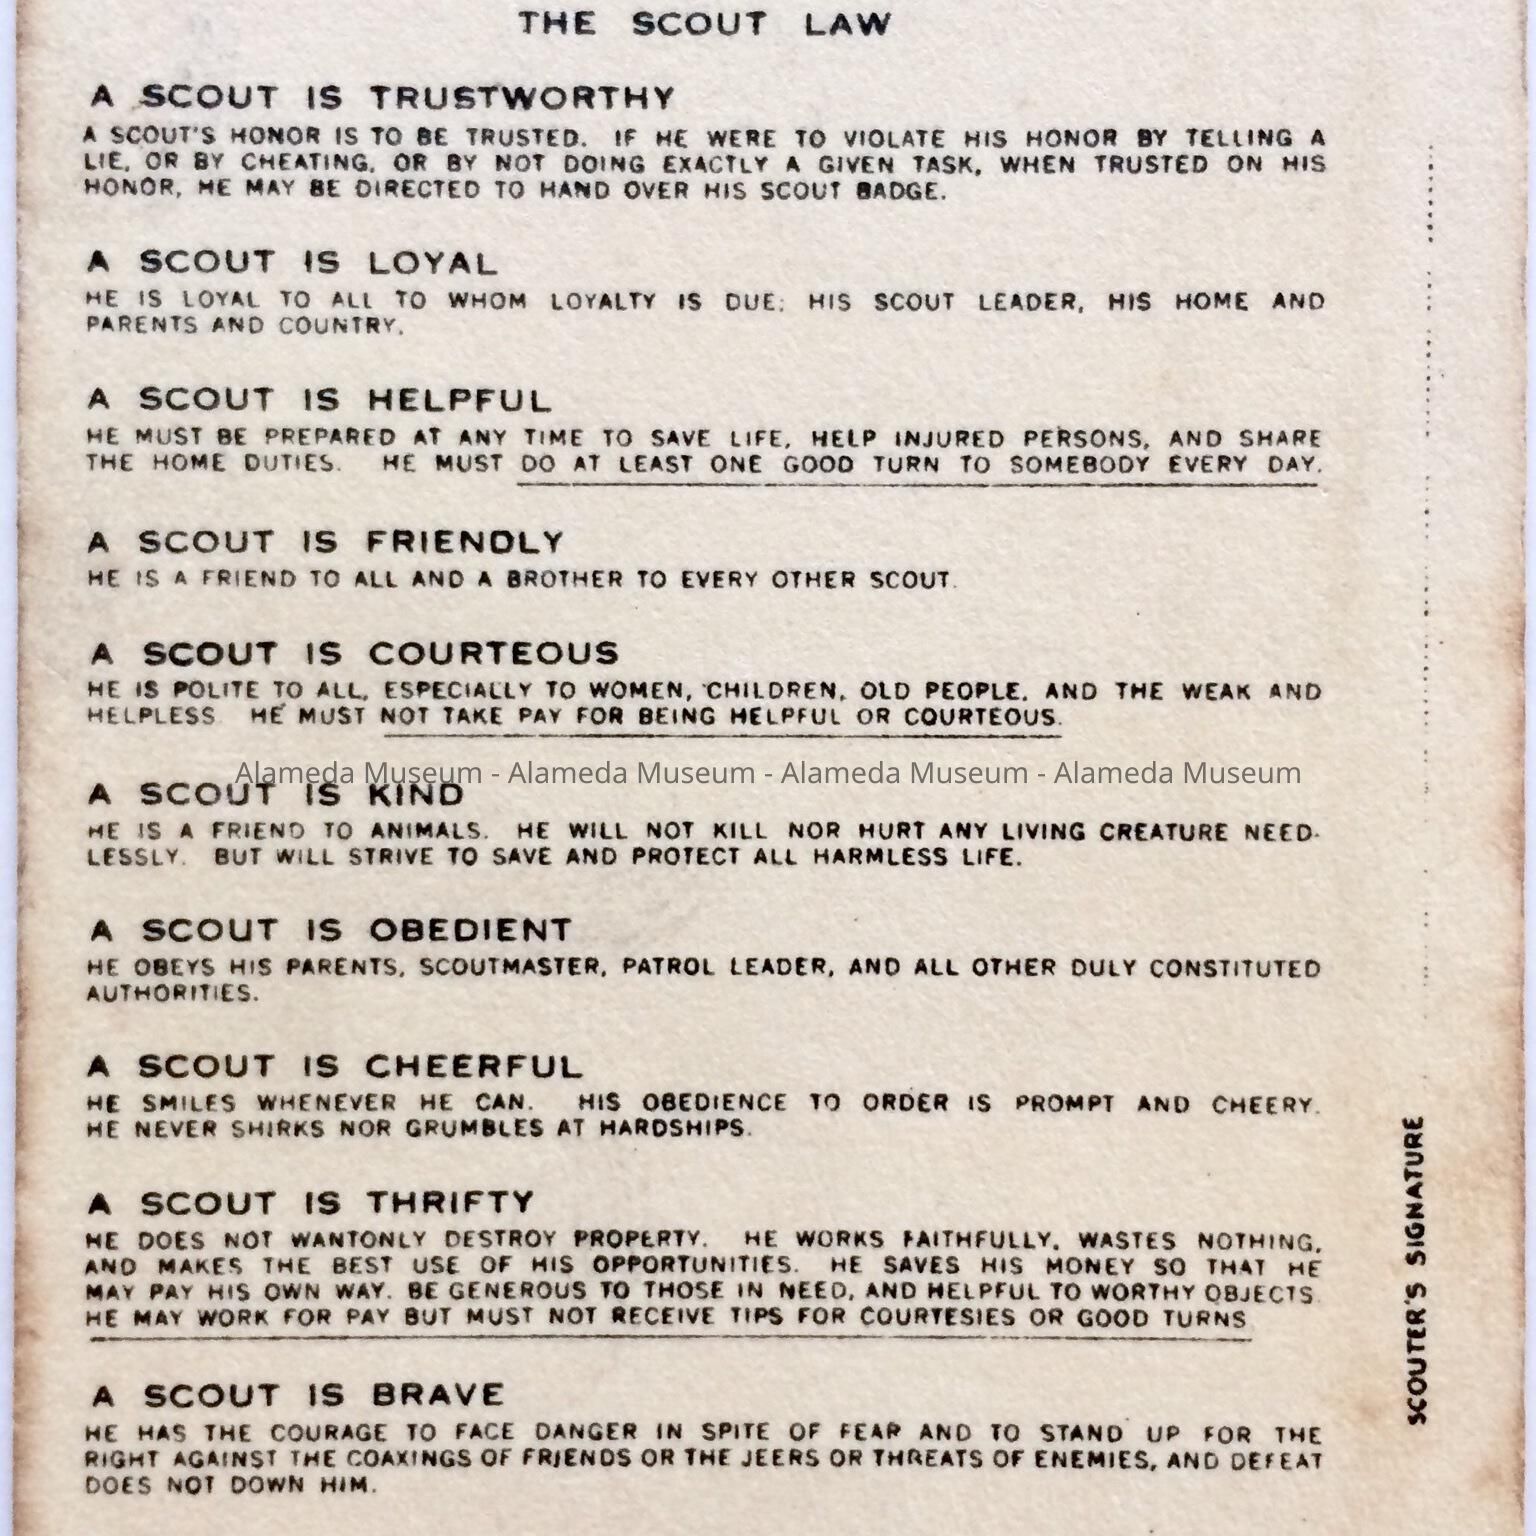 THE SCOUT LAW
A SCOUT IS TRUSTWORTHY
A SCOUT'S HONOR IS TO BE TRUSTED. IF HE WERE TO VIOLATE HIS HONOR BY TELLING A
LIE, OR BY CHEATING, OR BY NOT DOING EXACTLY A GIVEN TASK, WHEN TRUSTED ON HIS
HONOR, HE MAY BE DIRECTED TO HAND OVER HIS SCOUT BADGE.
A SCOUT IS LOYAL
HE IS LOYAL TO ALL TO WHOM LOYALTY IS DUE: HIS SCOUT LEADER, HIS HOME AND
PARENTS AND COUNTRY.
A SCOUT IS HELPFUL
HE MUST BE PREPARED AT ANY TIME TO SAVE LIFE, HELP INJURED PERSONS, AND SHARE
THE HOME DUTIES. HE MUST DO AT LEAST ONE GOOD TURN TO SOMEBODY EVERY DAY.
A SCOUT IS FRIENDLY
HE IS A FRIEND TO ALL AND A BROTHER TO EVERY OTHER SCOUT.
A SCOUT IS COURTEOUS
HE IS POLITE TO ALL, ESPECIALLY TO WOMEN, CHILDREN, OLD PEOPLE, AND THE WEAK AND
HELPLESS HE MUST NOT TAKE PAY FOR BEING HELPFUL OR COURTEOUS.
Alameda Museum - Alameda Museum - Alameda Museum - Alameda Museum
A SCOUT IS KIND
HE IS A FRIEND TO ANIMALS. HE WILL NOT KILL NOR HURT ANY LIVING CREATURE NEED-
LESSLY. BUT WILL STRIVE TO SAVE AND PROTECT ALL HARMLESS LIFE.
A SCOUT IS OBEDIENT
HE OBEYS HIS PARENTS, SCOUTMASTER, PATROL LEADER, AND ALL OTHER DULY CONSTITUTED
AUTHORITIES.
A SCOUT IS CHEERFUL
HE SMILES WHENEVER HE CAN. HIS OBEDIENCE TO ORDER IS PROMPT AND CHEERY.
HE NEVER SHIRKS NOR GRUMBLES AT HARDSHIPS.
A SCOUT IS THRIFTY
HE DOES NOT WANTONLY DESTROY PROPERTY. HE WORKS FAITHFULLY, WASTES NOTHING,
AND MAKES THE BEST USE OF HIS OPPORTUNITIES. HE SAVES HIS MONEY SO THAT HE
MAY PAY HIS OWN WAY. BE GENEROUS TO THOSE IN NEED, AND HELPFUL TO WORTHY OBJECTS
HE MAY WORK FOR PAY BUT MUST NOT RECEIVE TIPS FOR COURTESIES OR GOOD TURNS
A SCOUT IS BRAVE
HE HAS THE COURAGE TO FACE DANGER IN SPITE OF FEAR AND TO STAND UP FOR THE
RIGHT AGAINST THE COAXINGS OF FRIENDS OR THE JEERS OR THREATS OF ENEMIES, AND DEFEAT
DOES NOT DOWN HIM.
SCOUTER'S SIGNATURE